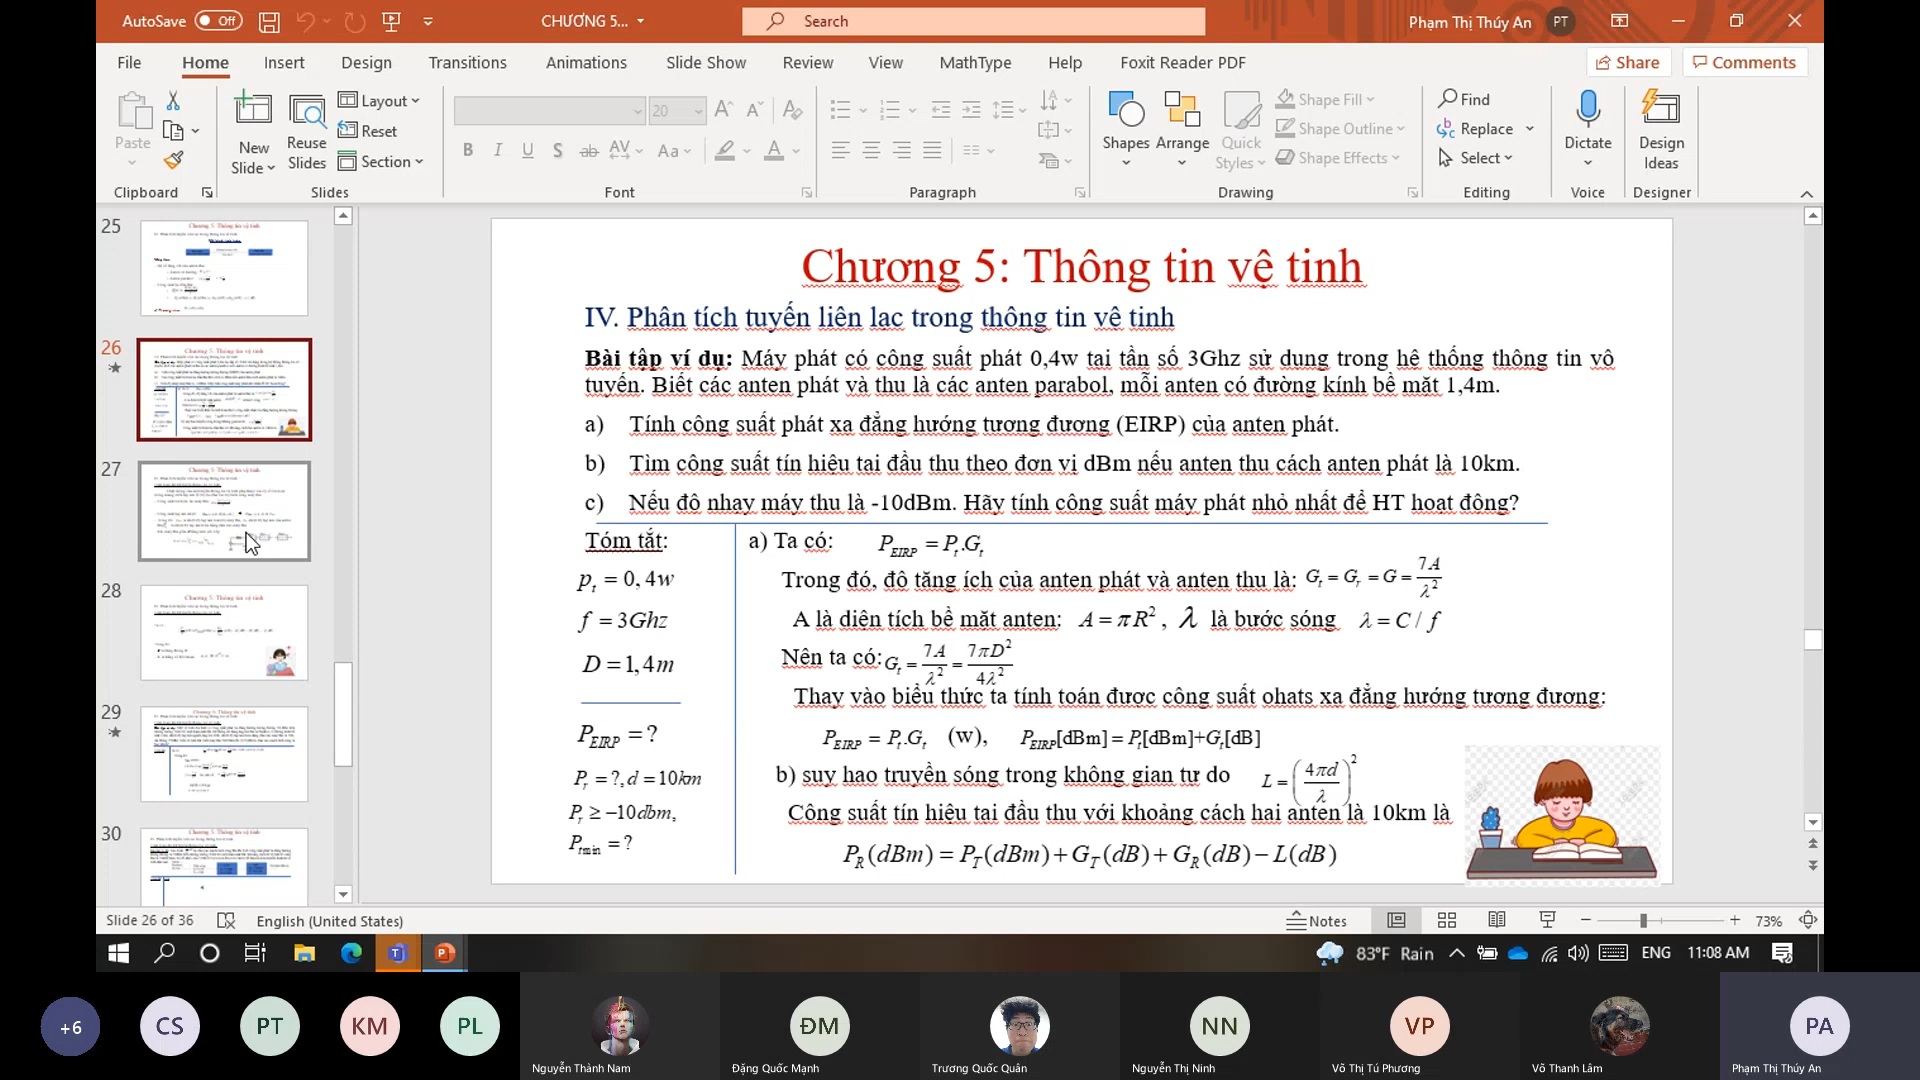 AutoSave Off CHƯƠNG 5... Search Phạm Thị Thúy An PT
File Home Insert Design Transitions Animations Slide Show Review View MathType Help Foxit Reader PDF Share Comments
Paste New Slide Reuse Slides Layout Reset Section 20 Shapes Arrange Quick Styles Shape Fill Shape Outline Shape Effects Find Replace Select Dictate Design Ideas
Clipboard Slides Font Paragraph Drawing Editing Voice Designer
25
26
27
28
29
30
Chương 5: Thông tin vệ tinh
IV. Phân tích tuyến liên lạc trong thông tin vệ tinh
Bài tập ví dụ: Máy phát có công suất phát 0,4w tại tần số 3Ghz sử dụng trong hệ thống thông tin vô
tuyến. Biết các anten phát và thu là các anten parabol, mỗi anten có đường kính bề mặt 1,4m.
a) Tính công suất phát xạ đẳng hướng tương đương (EIRP) của anten phát.
b) Tìm công suất tín hiệu tại đầu thu theo đơn vị dBm nếu anten thu cách anten phát là 10km.
c) Nếu độ nhạy máy thu là -10dBm. Hãy tính công suất máy phát nhỏ nhất để HT hoạt động?
Tóm tắt:
p_t = 0,4w
f = 3Ghz
D = 1,4m
P_EIRP = ?
P_r = ?, d = 10km
P_r ≥ −10dbm,
P_tmin = ?
a) Ta có: P_EIRP = P_t.G_t
Trong đó, độ tăng ích của anten phát và anten thu là: G_t = G_r = G = 7A/λ²
A là diện tích bề mặt anten: A = πR², λ là bước sóng λ = C / f
Nên ta có: G_t = 7A/λ² = 7πD²/4λ²
Thay vào biểu thức ta tính toán được công suất ohats xạ đẳng hướng tương đương:
P_EIRP = P_t.G_t (w), P_EIRP[dBm] = P_t[dBm]+G_t[dB]
b) suy hao truyền sóng trong không gian tự do L = (4πd/λ)²
Công suất tín hiệu tại đầu thu với khoảng cách hai anten là 10km là
P_R(dBm) = P_T(dBm) + G_T(dB) + G_R(dB) − L(dB)
Slide 26 of 36 English (United States) Notes 73%
83°F Rain ENG 11:08 AM
+6 CS PT KM PL ĐM NN VP PA
Nguyễn Thành Nam Đặng Quốc Mạnh Trương Quốc Quân Nguyễn Thị Ninh Võ Thị Tú Phương Võ Thanh Lâm Phạm Thị Thúy An